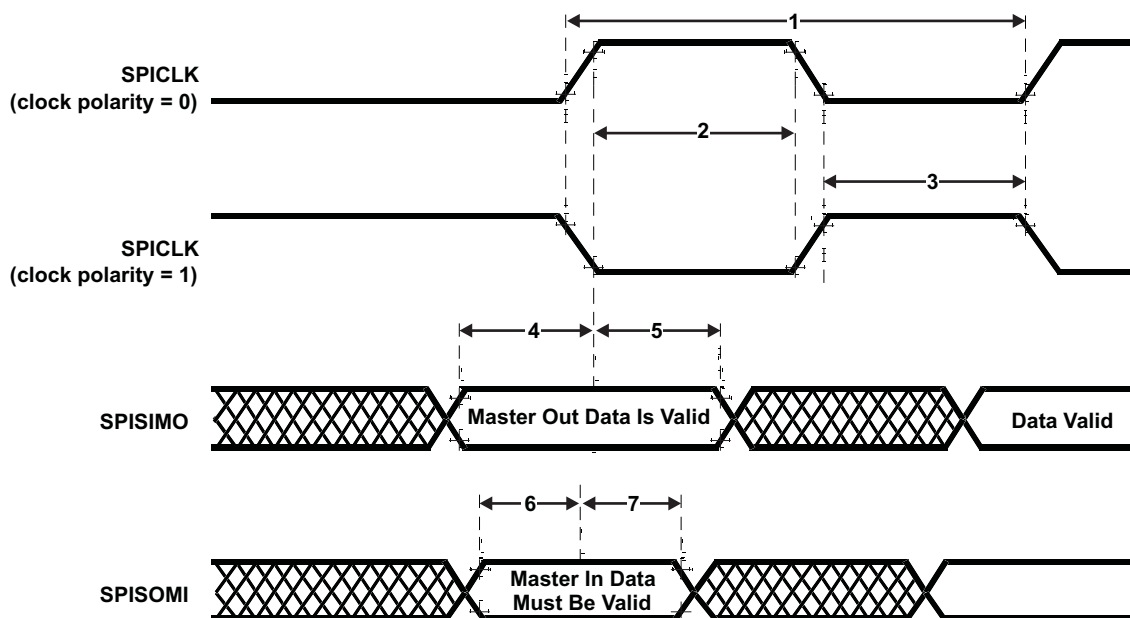 1
SPICLK
(clock polarity = 0)
2
3
SPICLK
(clock polarity = 1)
4
5
SPISIMO
Master Out Data Is Valid
Data Valid
6
7
SPISOMI
Master In Data
Must Be Valid